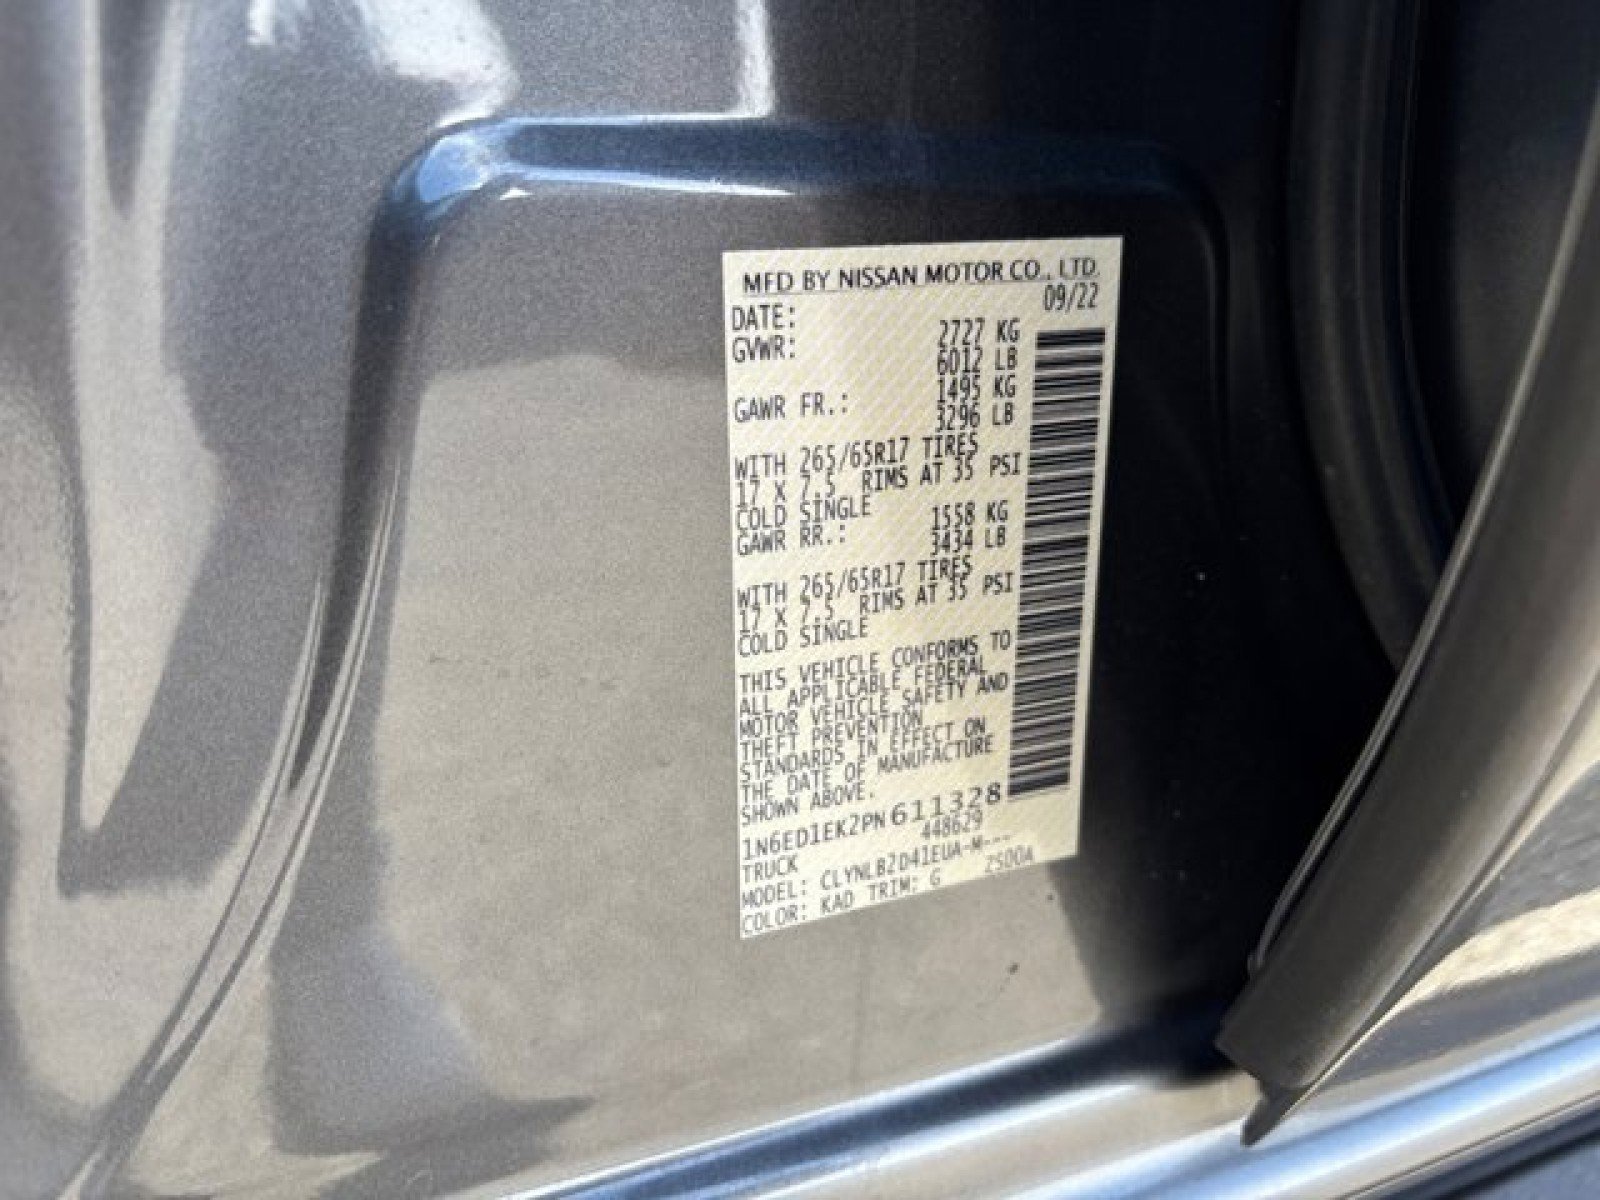 MFD BY NISSAN MOTOR CO., LTD.
DATE: 09/22
GVWR: 2727 KG
6012 LB
GAWR FR.: 1495 KG
3296 LB
WITH 265/65R17 TIRES
17 X 7.5 RIMS AT 35 PSI
COLD SINGLE
GAWR RR.: 1558 KG
3434 LB
WITH 265/65R17 TIRES
17 X 7.5 RIMS AT 35 PSI
COLD SINGLE
THIS VEHICLE CONFORMS TO
ALL APPLICABLE FEDERAL
MOTOR VEHICLE SAFETY AND
THEFT PREVENTION
STANDARDS IN EFFECT ON
THE DATE OF MANUFACTURE
SHOWN ABOVE.
1N6ED1EK2PN611328
TRUCK 448629
MODEL: CLYNLB2D41EUA-M---
COLOR: KAD TRIM: G Z500A